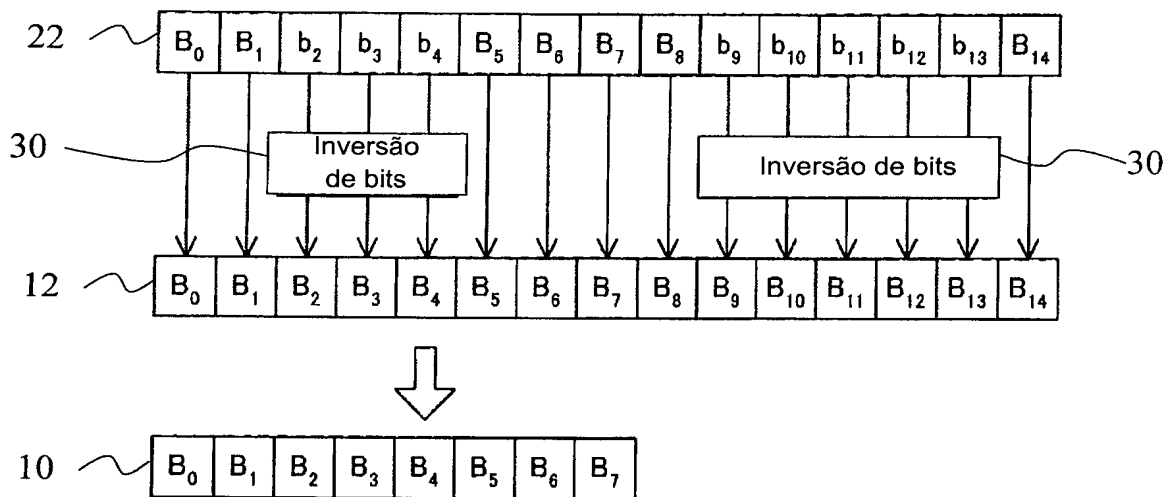 22 B₀ B₁ b₂ b₃ b₄ B₅ B₆ B₇ B₈ b₉ b₁₀ b₁₁ b₁₂ b₁₃ B₁₄
30 Inversão de bits Inversão de bits 30
12 B₀ B₁ B₂ B₃ B₄ B₅ B₆ B₇ B₈ B₉ B₁₀ B₁₁ B₁₂ B₁₃ B₁₄
10 B₀ B₁ B₂ B₃ B₄ B₅ B₆ B₇